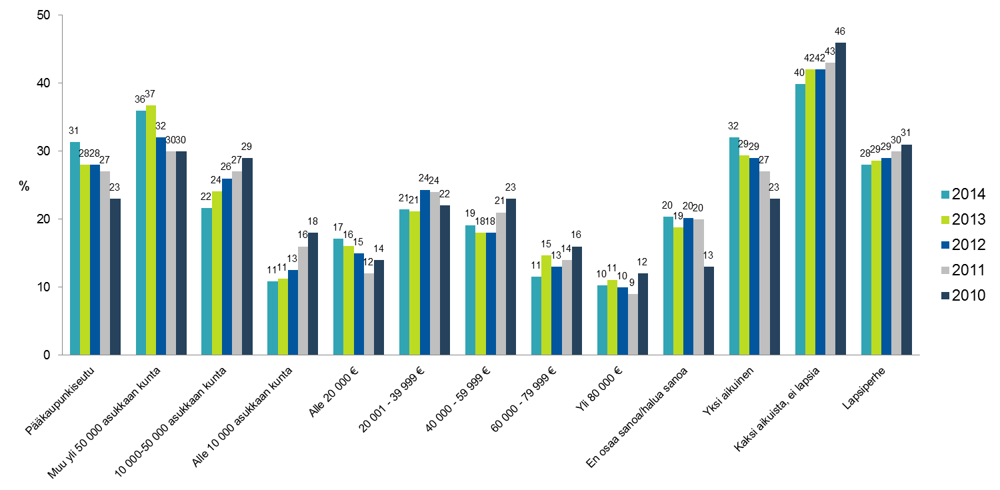 50
40
30
20
10
0
%
31 28 28 27 23
36 37 32 30 30
22 24 26 27 29
11 11 13 16 18
17 16 15 12 14
21 21 24 24 22
19 18 18 21 23
11 15 13 14 16
10 11 10 9 12
20 19 20 20 13
32 29 29 27 23
40 42 42 43 46
28 29 29 30 31
Pääkaupunkiseutu
Muu yli 50 000 asukkaan kunta
10 000-50 000 asukkaan kunta
Alle 10 000 asukkaan kunta
Alle 20 000 €
20 001 - 39 999 €
40 000 - 59 999 €
60 000 - 79 999 €
Yli 80 000 €
En osaa sanoa/halua sanoa
Yksi aikuinen
Kaksi aikuista, ei lapsia
Lapsiperhe
2014
2013
2012
2011
2010